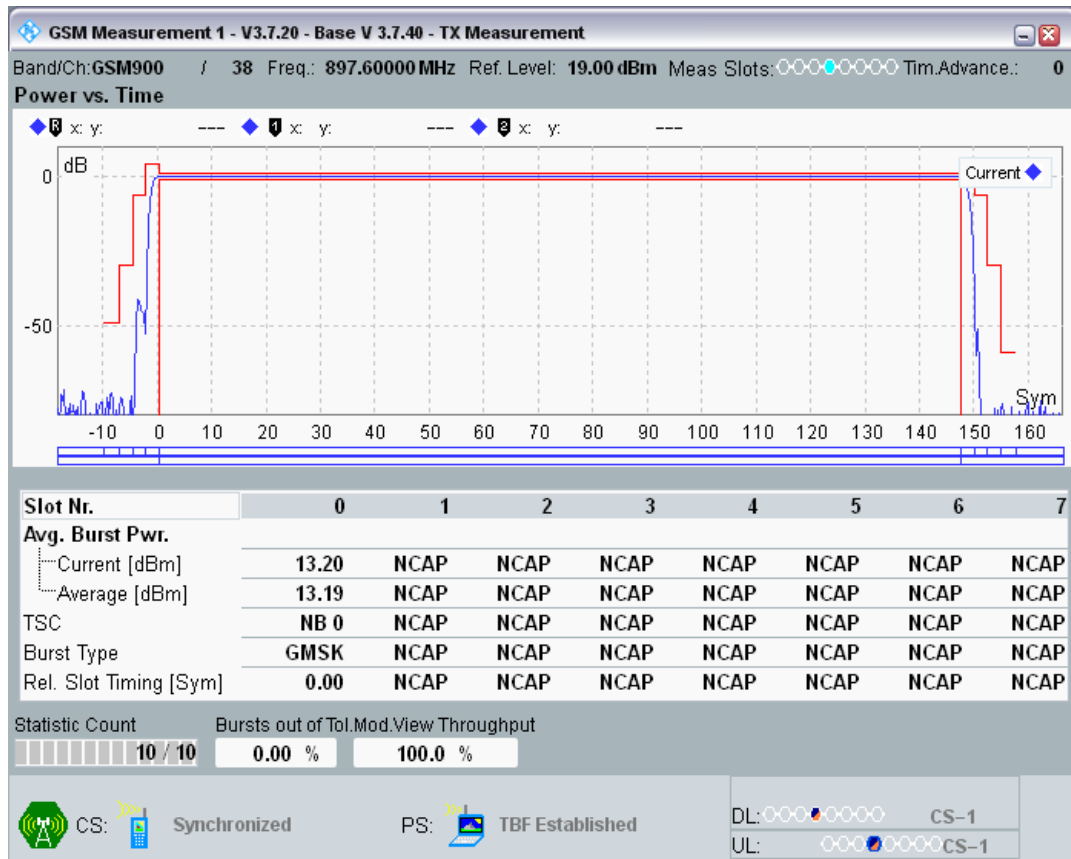 GSM Measurement 1 - V3.7.20 - Base V 3.7.40 - TX Measurement
Band/Ch:GSM900 / 38 Freq.: 897.60000 MHz Ref. Level: 19.00 dBm Meas Slots: Tim.Advance.: 0
Power vs. Time
R x: y: --- 1 x: y: --- 2 x: y: ---
dB
0
Current
-50
Sym
-10 0 10 20 30 40 50 60 70 80 90 100 110 120 130 140 150 160
Slot Nr. 0 1 2 3 4 5 6 7
Avg. Burst Pwr.
Current [dBm] 13.20 NCAP NCAP NCAP NCAP NCAP NCAP NCAP
Average [dBm] 13.19 NCAP NCAP NCAP NCAP NCAP NCAP NCAP
TSC NB 0 NCAP NCAP NCAP NCAP NCAP NCAP NCAP
Burst Type GMSK NCAP NCAP NCAP NCAP NCAP NCAP NCAP
Rel. Slot Timing [Sym] 0.00 NCAP NCAP NCAP NCAP NCAP NCAP NCAP
Statistic Count Bursts out of Tol. Mod.View Throughput
10 / 10 0.00 % 100.0 %
CS: Synchronized PS: TBF Established
DL: CS-1
UL: CS-1